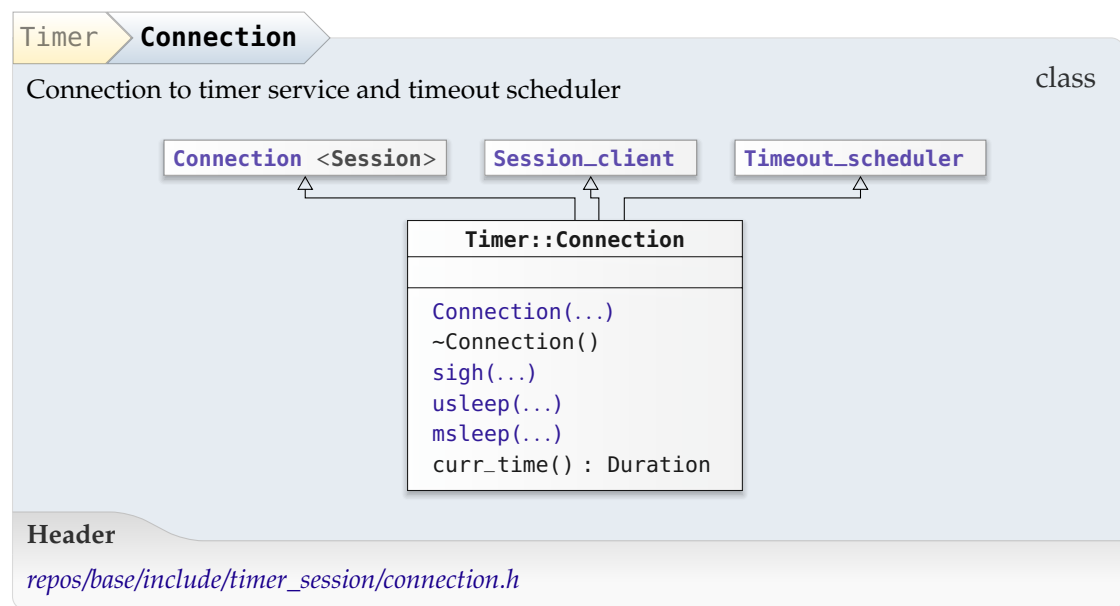 Timer Connection
class
Connection to timer service and timeout scheduler
Connection <Session> Session_client Timeout_scheduler
Timer::Connection
Connection(...)
~Connection()
sigh(...)
usleep(...)
msleep(...)
curr_time() : Duration
Header
repos/base/include/timer_session/connection.h